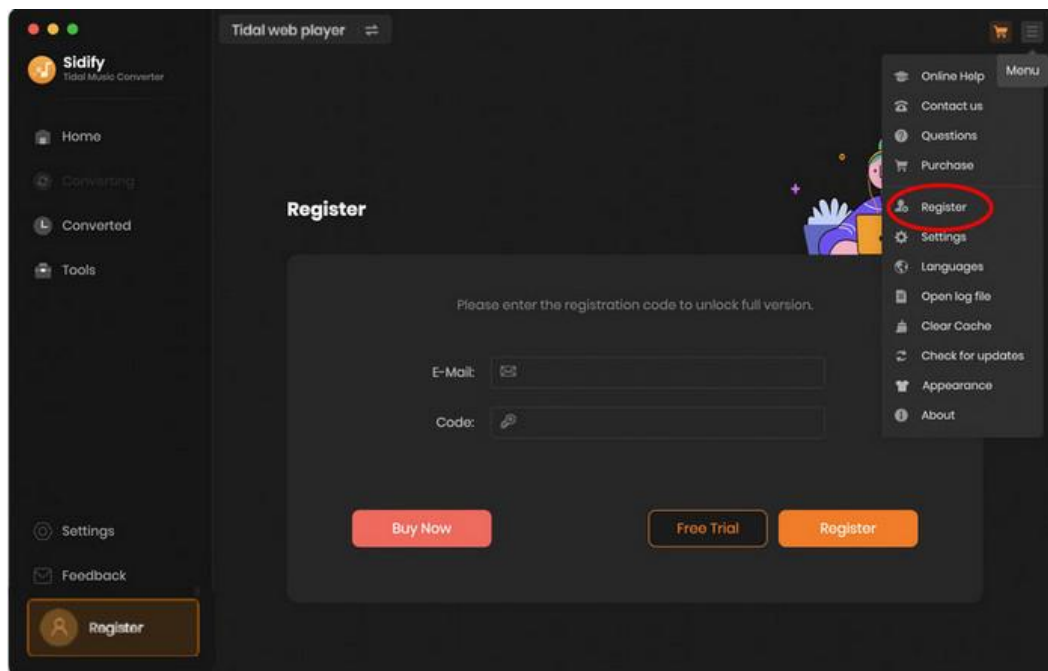 Tidal web player
Sidify
Tidal Music Converter
Home
Converting
Converted
Tools
Settings
Feedback
Register
Register
Please enter the registration code to unlock full version.
E-Mail:
Code:
Buy Now
Free Trial
Register
Menu
Online Help
Contact us
Questions
Purchase
Register
Settings
Languages
Open log file
Clear Cache
Check for updates
Appearance
About